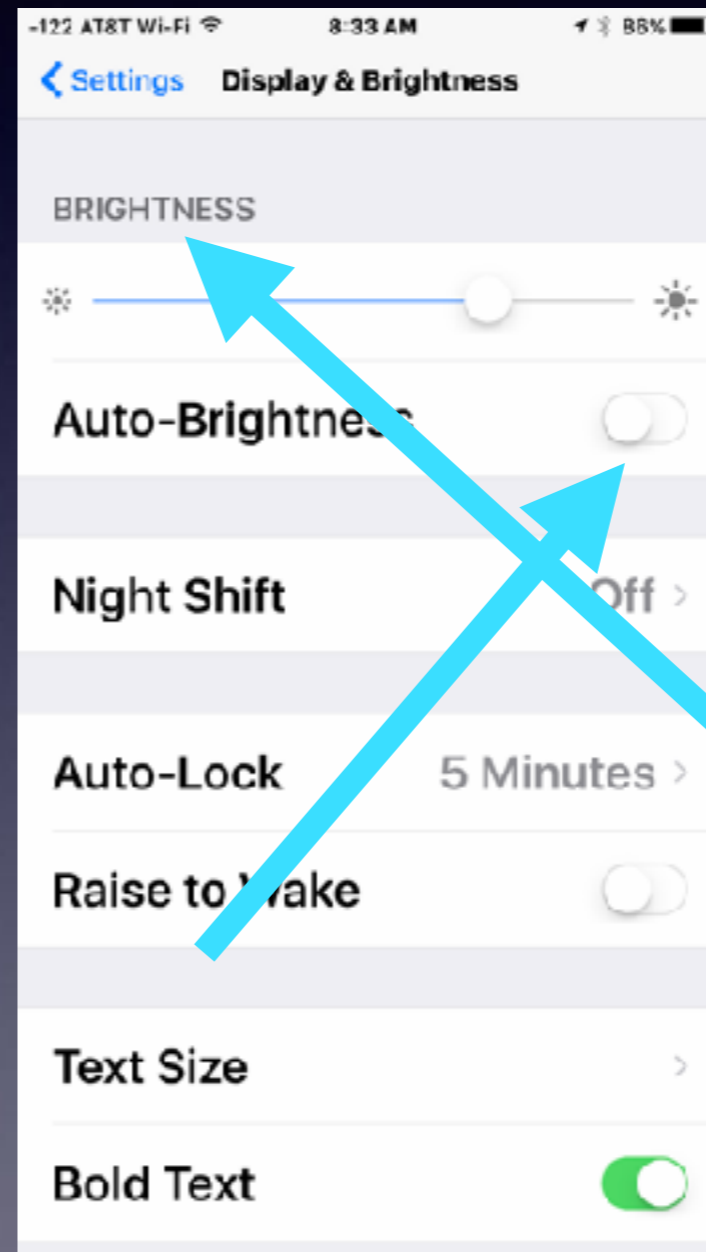 -122 AT&T Wi-Fi 8:33 AM 86%
Settings Display & Brightness
BRIGHTNESS
Auto-Brightness
Night Shift Off
Auto-Lock 5 Minutes
Raise to Wake
Text Size
Bold Text